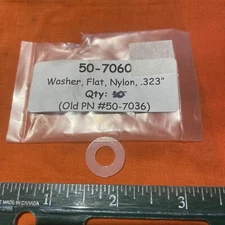 50-7060
Washer, Flat, Nylon, .323"
Qty: 10
(Old PN #50-7036)
1
2
3